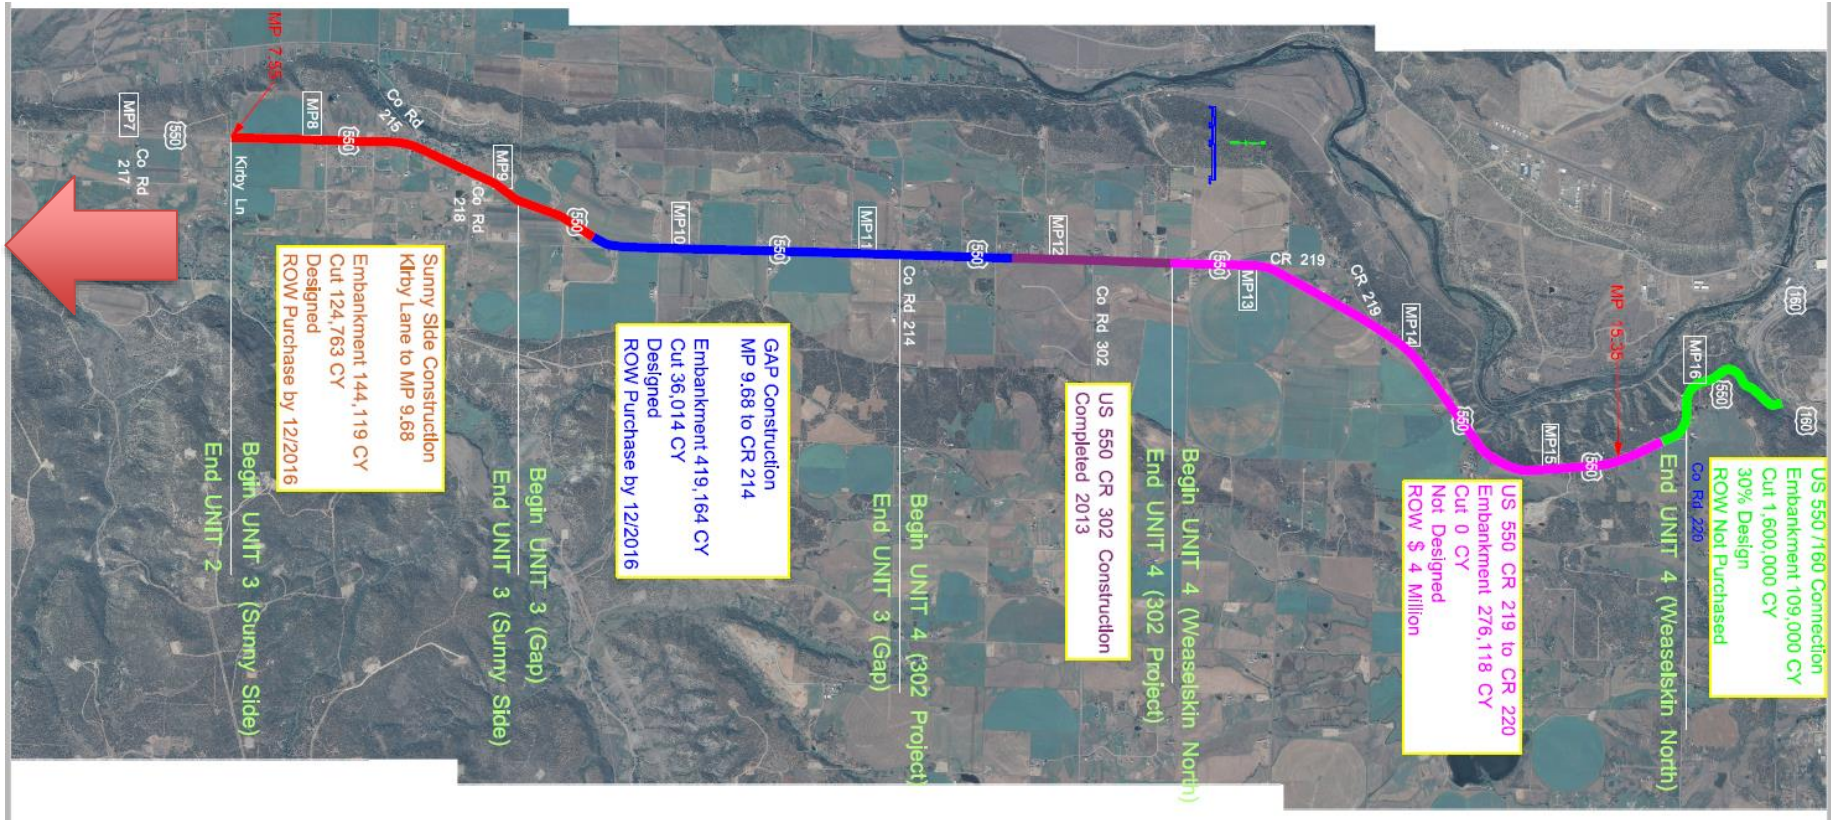 MP 7.55
MP7
550
Co Rd
217
Kirby Ln
MP8
550
Co Rd
215
MP9
Co Rd
218
550
MP10
550
MP11
Co Rd 214
550
MP12
Co Rd 302
550
MP13
CR 219
CR 219
MP14
550
MP15
550
MP 15.35
MP16
550
160
160
Co Rd 220
Sunny Side Construction
Kirby Lane to MP 9.68
Embankment 144,119 CY
Cut 124,763 CY
Designed
ROW Purchase by 12/2016
GAP Construction
MP 9.68 to CR 214
Embankment 419,164 CY
Cut 36,014 CY
Designed
ROW Purchase by 12/2016
US 550 CR 302 Construction
Completed 2013
US 550 CR 219 to CR 220
Embankment 276,118 CY
Cut 0 CY
Not Designed
ROW $ 4 Million
US 550/160 Connection
Embankment 109,000 CY
Cut 1,600,000 CY
30% Design
ROW Not Purchased
Begin UNIT 3 (Sunny Side)
End UNIT 2
Begin UNIT 3 (Gap)
End UNIT 3 (Sunny Side)
Begin UNIT 4 (302 Project)
End UNIT 3 (Gap)
Begin UNIT 4 (Weaselskin North)
End UNIT 4 (302 Project)
End UNIT 4 (Weaselskin North)